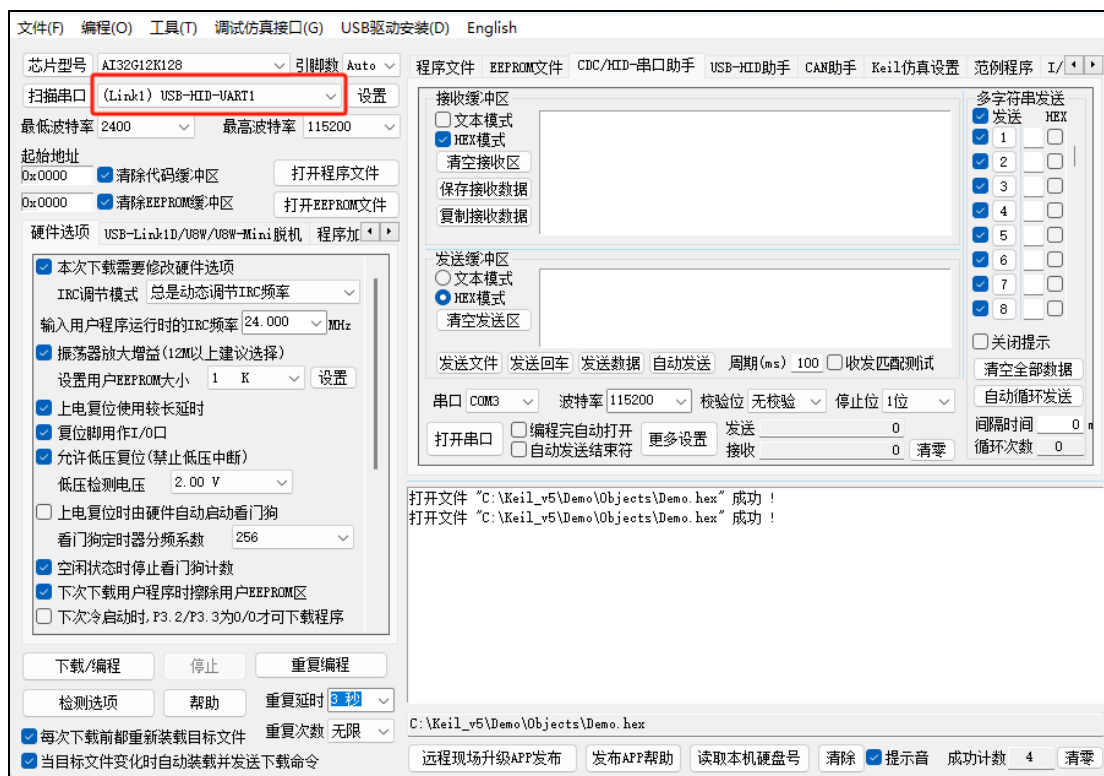 文件(F) 编程(O) 工具(T) 调试仿真接口(G) USB驱动安装(D) English
芯片型号 AI32G12K128 引脚数 Auto
扫描串口 (Link1) USB-HID-UART1 设置
最低波特率 2400 最高波特率 115200
起始地址
0x0000 清除代码缓冲区 打开程序文件
0x0000 清除EEPROM缓冲区 打开EEPROM文件
硬件选项 USB-Link1D/U8W/U8W-Mini脱机 程序加
本次下载需要修改硬件选项
IRC调节模式 总是动态调节IRC频率
输入用户程序运行时的IRC频率 24.000 MHz
振荡器放大增益(12M以上建议选择)
设置用户EEPROM大小 1 K 设置
上电复位使用较长延时
复位脚用作I/O口
允许低压复位(禁止低压中断)
低压检测电压 2.00 V
上电复位时由硬件自动启动看门狗
看门狗定时器分频系数 256
空闲状态时停止看门狗计数
下次下载用户程序时擦除用户EEPROM区
下次冷启动时,P3.2/P3.3为0/0才可下载程序
下载/编程 停止 重复编程
检测选项 帮助 重复延时 3 秒
每次下载前都重新装载目标文件 重复次数 无限
当目标文件变化时自动装载并发送下载命令
程序文件 EEPROM文件 CDC/HID-串口助手 USB-HID助手 CAN助手 Keil仿真设置 范例程序 I/
接收缓冲区
文本模式
HEX模式
清空接收区
保存接收数据
复制接收数据
发送缓冲区
文本模式
HEX模式
清空发送区
发送文件 发送回车 发送数据 自动发送 周期(ms) 100 收发匹配测试
串口 COM3 波特率 115200 校验位 无校验 停止位 1位
打开串口 编程完自动打开 更多设置 发送 0
自动发送结束符 接收 0 清零
多字符串发送
发送 HEX
1
2
3
4
5
6
7
8
关闭提示
清空全部数据
自动循环发送
间隔时间 0
循环次数 0
打开文件 "C:\Keil_v5\Demo\Objects\Demo.hex" 成功 !
打开文件 "C:\Keil_v5\Demo\Objects\Demo.hex" 成功 !
C:\Keil_v5\Demo\Objects\Demo.hex
远程现场升级APP发布 发布APP帮助 读取本机硬盘号 清除 提示音 成功计数 4 清零